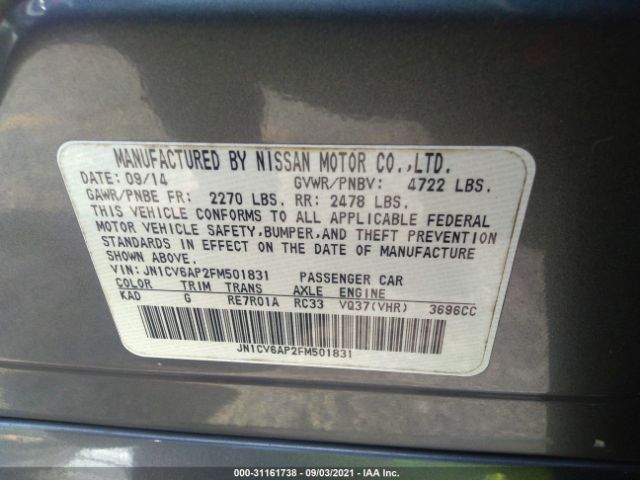 MANUFACTURED BY NISSAN MOTOR CO.,LTD.
DATE: 09/14 GVWR/PNBV: 4722 LBS.
GAWR/PNBE FR: 2270 LBS. RR: 2478 LBS.
THIS VEHICLE CONFORMS TO ALL APPLICABLE FEDERAL
MOTOR VEHICLE SAFETY,BUMPER,AND THEFT PREVENTION
STANDARDS IN EFFECT ON THE DATE OF MANUFACTURE
SHOWN ABOVE.
VIN: JN1CV6AP2FM501831 PASSENGER CAR
COLOR TRIM TRANS AXLE ENGINE
KAD G RE7R01A RC33 VQ37(VHR) 3696CC
JN1CV6AP2FM501831
000-31161738 - 09/03/2021 - IAA Inc.